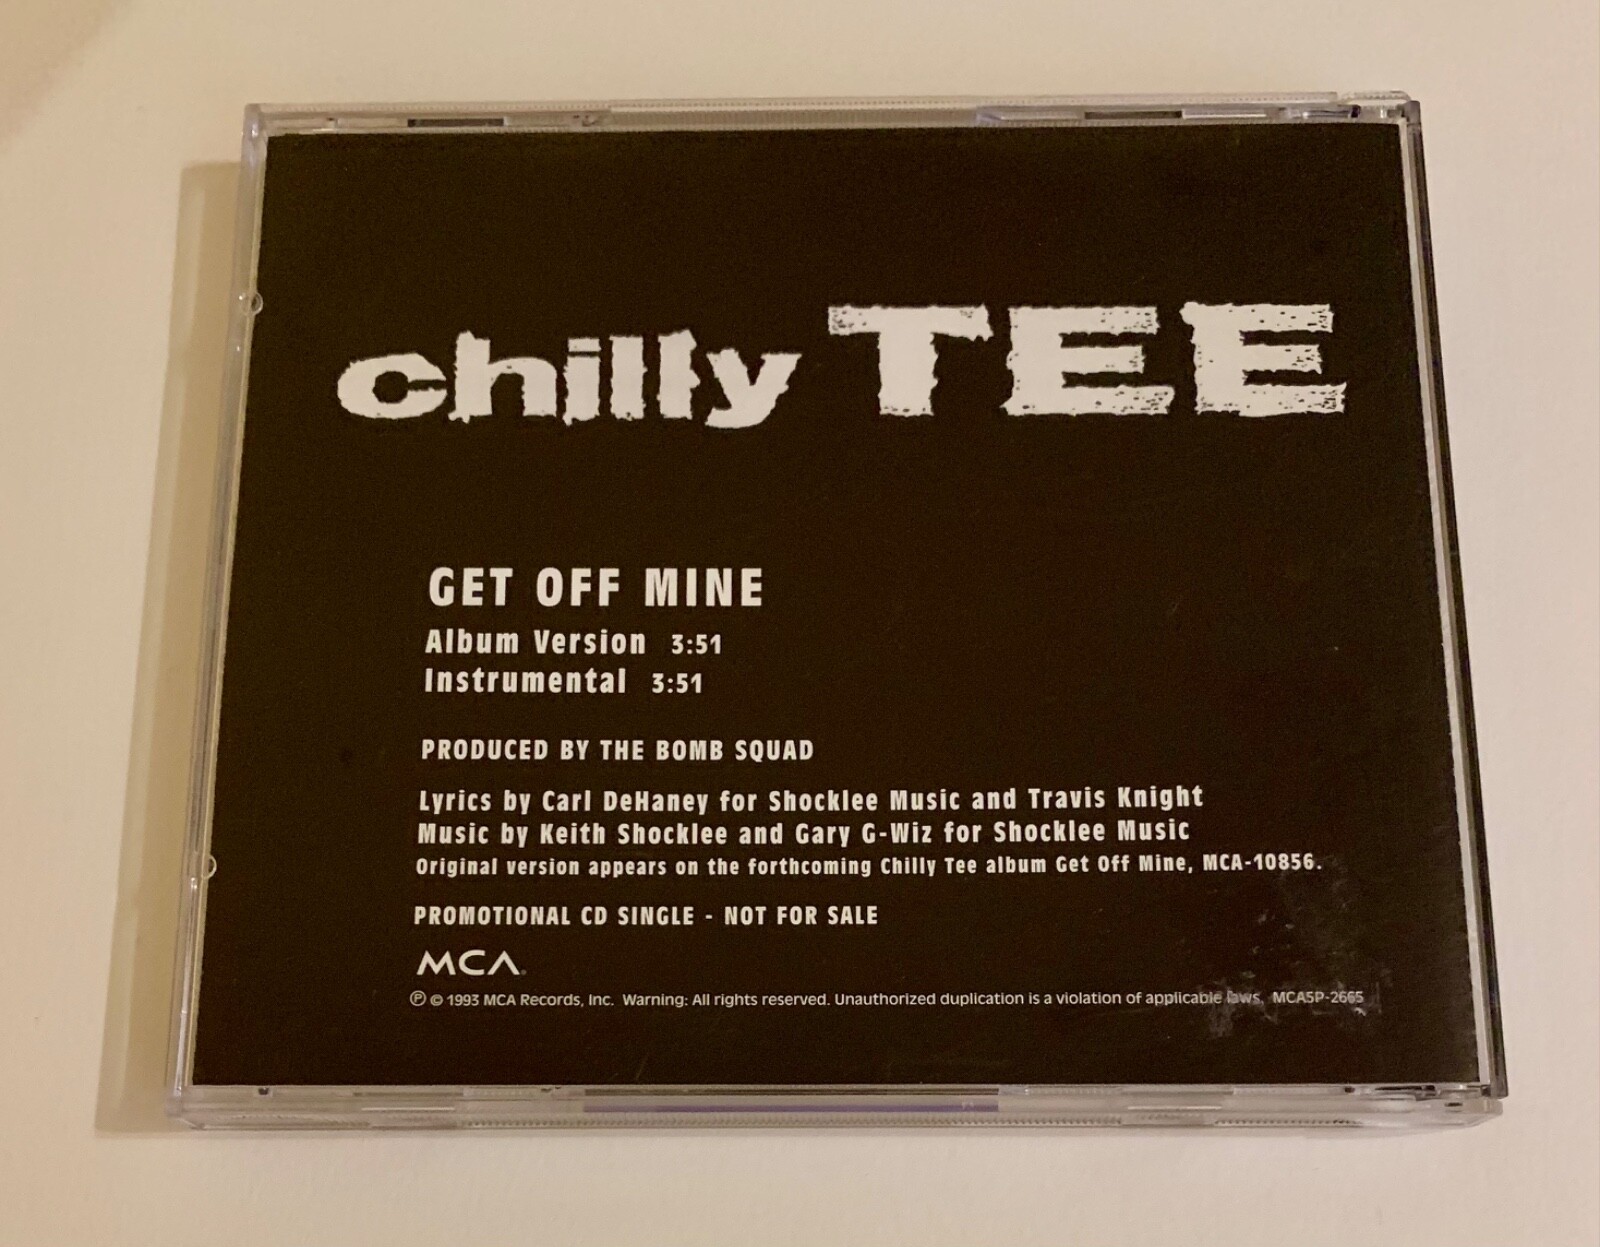 chilly TEE
GET OFF MINE
Album Version 3:51
Instrumental 3:51
PRODUCED BY THE BOMB SQUAD
Lyrics by Carl DeHaney for Shocklee Music and Travis Knight
Music by Keith Shocklee and Gary G-Wiz for Shocklee Music
Original version appears on the forthcoming Chilly Tee album Get Off Mine, MCA-10856.
PROMOTIONAL CD SINGLE - NOT FOR SALE
MCA
℗ © 1993 MCA Records, Inc. Warning: All rights reserved. Unauthorized duplication is a violation of applicable laws. MCA5P-2665